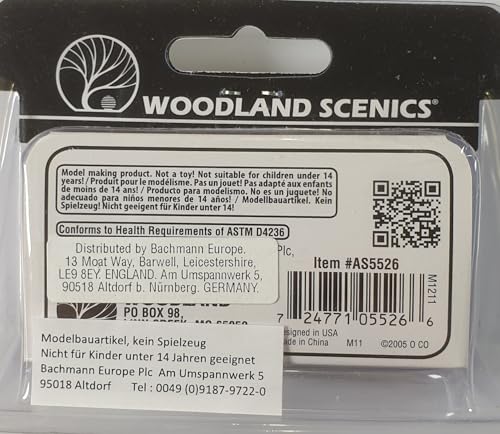 WOODLAND SCENICS®
Model making product. Not a toy! Not suitable for children under 14
years! / Produit pour le modélisme. Pas un jouet! Pas adapté aux enfants
de moins de 14 ans! / Producto para modelismo. No es un juguete! No
adecuado para niños menores de 14 años! / Modellbauartikel. Kein
Spielzeug! Nicht geeignet für Kinder unter 14!
Conforms to Health Requirements of ASTM D4236
Plc,
Distributed by Bachmann Europe.
13 Moat Way, Barwell, Leicestershire,
LE9 8EY. ENGLAND. Am Umspannwerk 5,
90518 Altdorf b. Nürnberg. GERMANY.
Item #AS5526
M1211
WOODLAND
PO BOX 98,
7 24771 05526 6
esigned in USA
ade in China M11 ©2005 O CO
Modelbauartikel, kein Spielzeug
Nicht für Kinder unter 14 Jahren geeignet
Bachmann Europe Plc Am Umspannwerk 5
95018 Altdorf Tel : 0049 (0)9187-9722-0